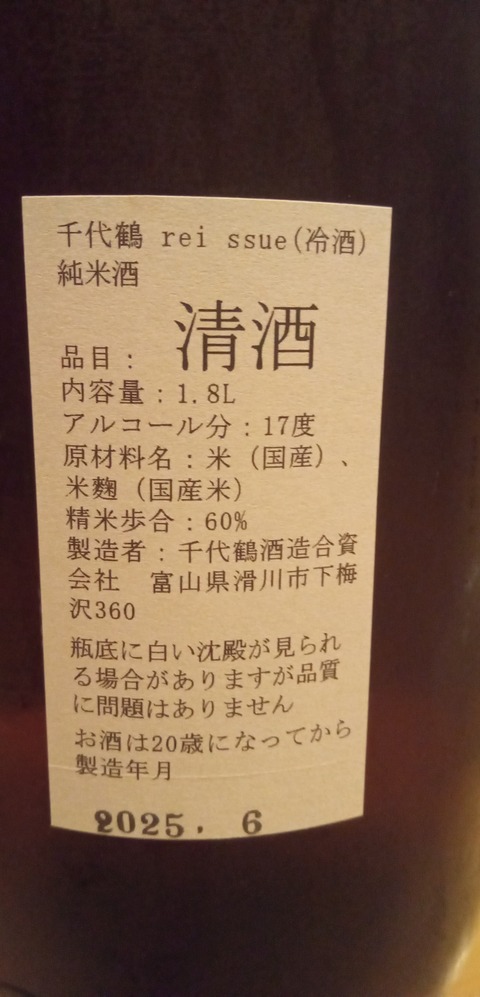 千代鶴 rei ssue(冷酒)
純米酒
品目： 清酒
内容量：1.8L
アルコール分：17度
原材料名：米（国産）、
米麹（国産米）
精米歩合：60%
製造者：千代鶴酒造合資
会社　富山県滑川市下梅
沢360
瓶底に白い沈殿が見られ
る場合がありますが品質
に問題はありません
お酒は20歳になってから
製造年月
2025. 6